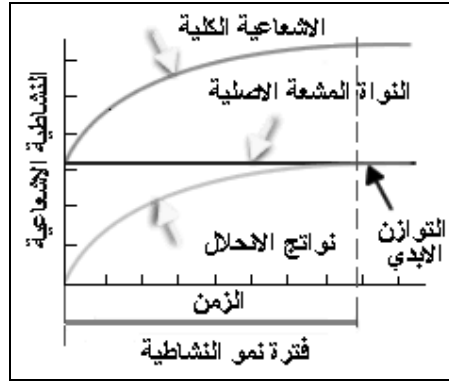 الاشعاعية الكلية
النواة المشعة الاصلية
النشاطية الاشعاعية
التوازن
الابدي
نواتج الانحلال
الزمن
فترة نمو النشاطية